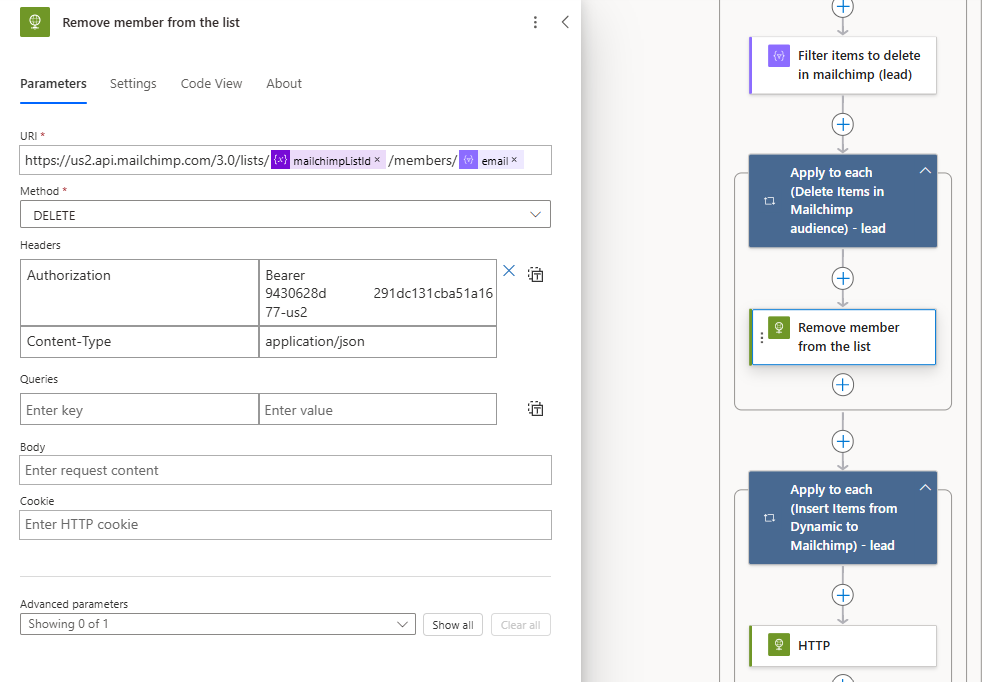 Remove member from the list
Parameters
Settings
Code View
About
URI *
https://us2.api.mailchimp.com/3.0/lists/ {x} mailchimpListId × /members/ {v} email ×
Method *
DELETE
Headers
Authorization
Bearer
9430628d 291dc131cba51a16
77-us2
Content-Type
application/json
Queries
Enter key
Enter value
Body
Enter request content
Cookie
Enter HTTP cookie
Advanced parameters
Showing 0 of 1
Show all
Clear all
Filter items to delete
in mailchimp (lead)
Apply to each
(Delete Items in
Mailchimp
audience) - lead
Remove member
from the list
Apply to each
(Insert Items from
Dynamic to
Mailchimp) - lead
HTTP